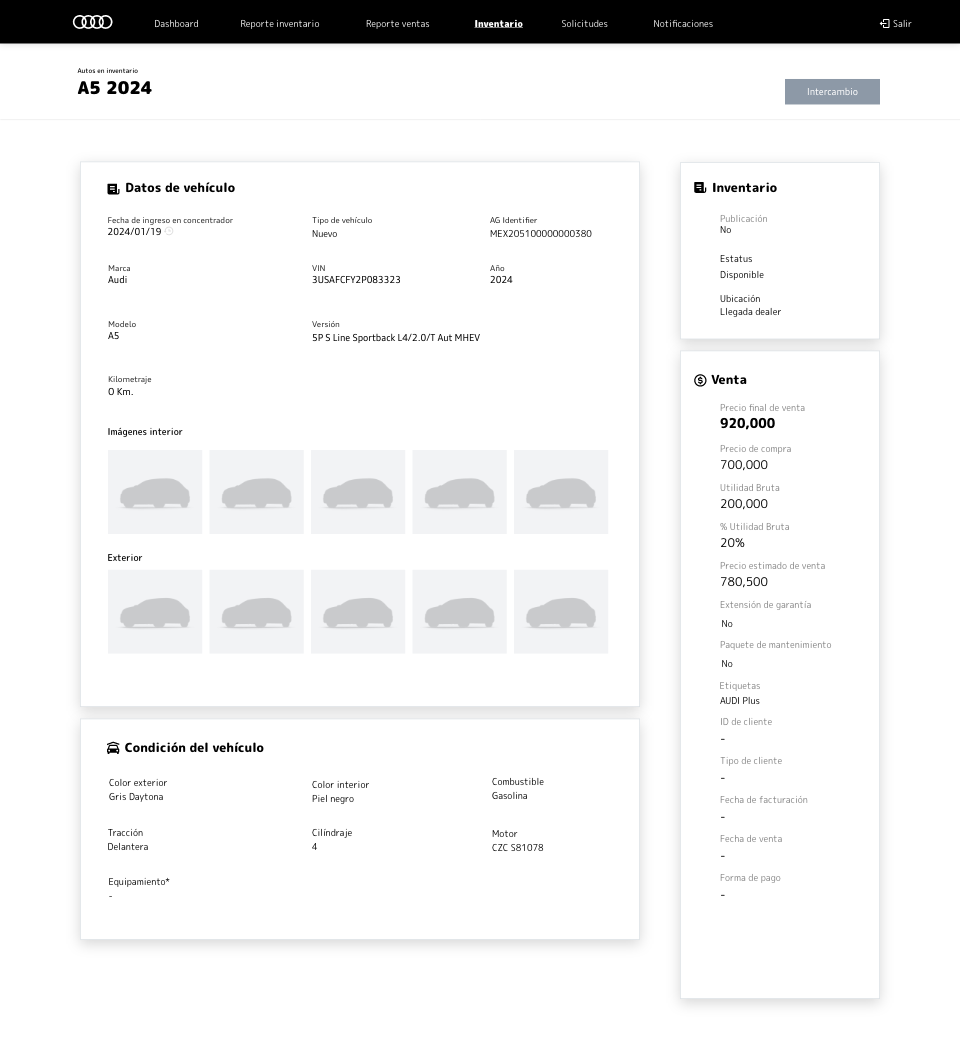 Dashboard
Reporte inventario
Reporte ventas
Inventario
Solicitudes
Notificaciones
Salir
Autos en inventario
A5 2024
Intercambio
Datos de vehículo
Fecha de ingreso en concentrador
2024/01/19
Tipo de vehículo
Nuevo
AG Identifier
MEX205100000000380
Marca
Audi
VIN
3USAFCFY2P083323
Año
2024
Modelo
A5
Versión
5P S Line Sportback L4/2.0/T Aut MHEV
Kilometraje
0 Km.
Imágenes interior
Exterior
Condición del vehículo
Color exterior
Gris Daytona
Color interior
Piel negro
Combustible
Gasolina
Tracción
Delantera
Cilíndraje
4
Motor
CZC S81078
Equipamiento*
-
Inventario
Publicación
No
Estatus
Disponible
Ubicación
Llegada dealer
Venta
Precio final de venta
920,000
Precio de compra
700,000
Utilidad Bruta
200,000
% Utilidad Bruta
20%
Precio estimado de venta
780,500
Extensión de garantía
No
Paquete de mantenimiento
No
Etiquetas
AUDI Plus
ID de cliente
-
Tipo de cliente
-
Fecha de facturación
-
Fecha de venta
-
Forma de pago
-